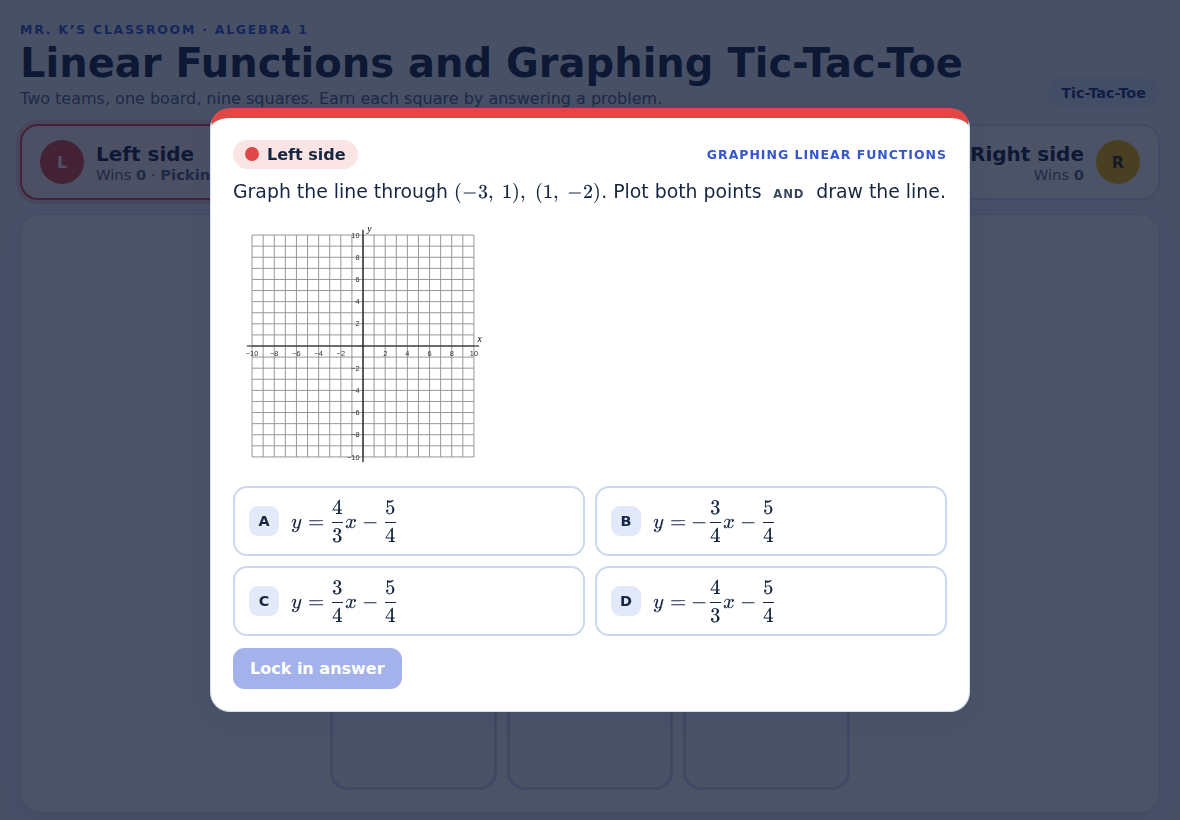 MR. K'S CLASSROOM · ALGEBRA 1
Linear Functions and Graphing Tic-Tac-Toe
Two teams, one board, nine squares. Earn each square by answering a problem.
Tic-Tac-Toe
L
Left side
Wins 0 · Pickin
Right side
Wins 0
R
Left side
GRAPHING LINEAR FUNCTIONS
Graph the line through (−3, 1), (1, −2). Plot both points AND draw the line.
y
10
8
6
4
2
x
−10 −8 −6 −4 −2 2 4 6 8 10
−2
−4
−6
−8
−10
A y = 4/3 x − 5/4
B y = −3/4 x − 5/4
C y = 3/4 x − 5/4
D y = −4/3 x − 5/4
Lock in answer